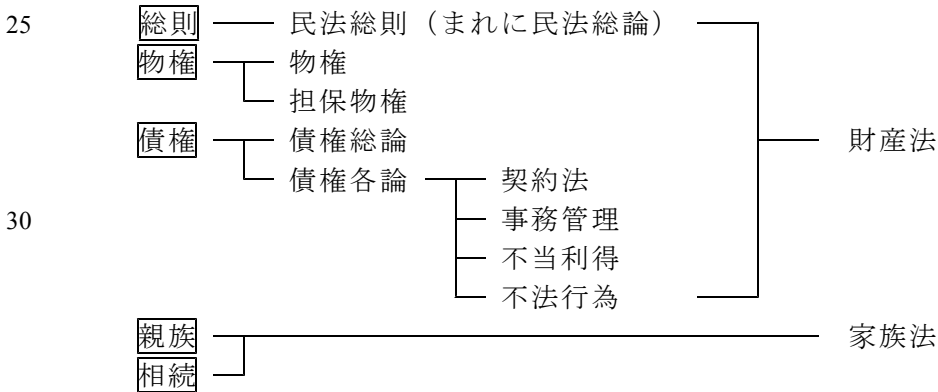 25 総則 民法総則（まれに民法総論）
物権 物権
担保物権
債権 債権総論 財産法
債権各論 契約法
30 事務管理
不当利得
不法行為
親族 家族法
相続